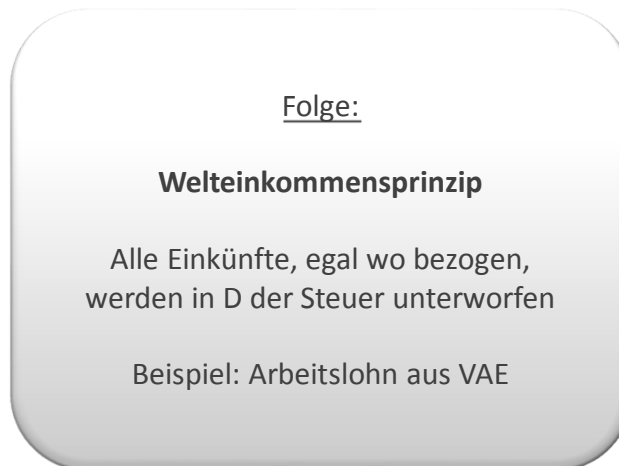 Folge:
Welteinkommensprinzip
Alle Einkünfte, egal wo bezogen,
werden in D der Steuer unterworfen
Beispiel: Arbeitslohn aus VAE